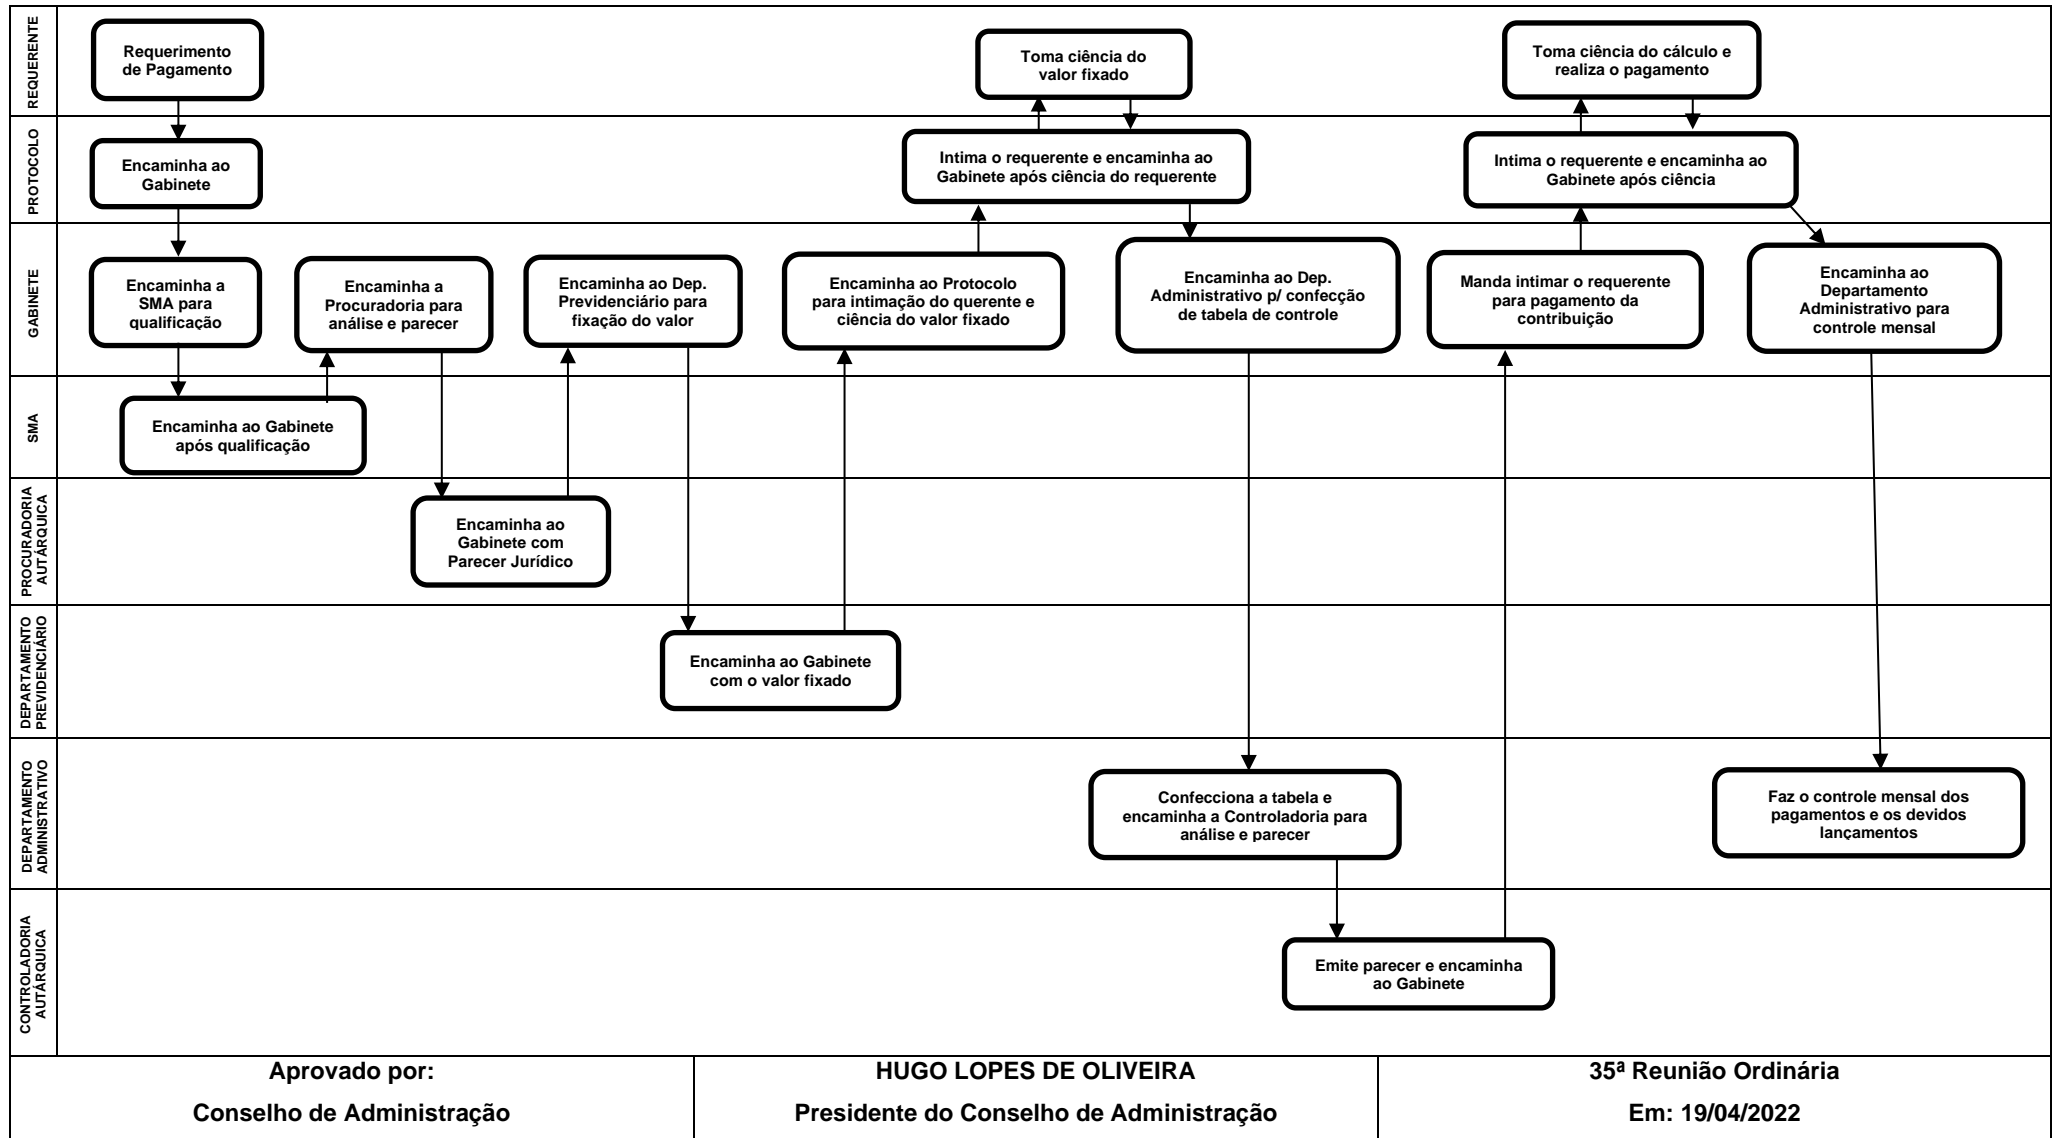 REQUERENTE
Requerimento
de Pagamento
Toma ciência do
valor fixado
Toma ciência do cálculo e
realiza o pagamento
PROTOCOLO
Encaminha ao
Gabinete
Intima o requerente e encaminha ao
Gabinete após ciência do requerente
Intima o requerente e encaminha ao
Gabinete após ciência
GABINETE
Encaminha a
SMA para
qualificação
Encaminha a
Procuradoria para
análise e parecer
Encaminha ao Dep.
Previdenciário para
fixação do valor
Encaminha ao Protocolo
para intimação do querente e
ciência do valor fixado
Encaminha ao Dep.
Administrativo p/ confecção
de tabela de controle
Manda intimar o requerente
para pagamento da
contribuição
Encaminha ao
Departamento
Administrativo para
controle mensal
SMA
Encaminha ao Gabinete
após qualificação
PROCURADORIA
AUTÁRQUICA
Encaminha ao
Gabinete com
Parecer Jurídico
DEPARTAMENTO
PREVIDENCIÁRIO
Encaminha ao Gabinete
com o valor fixado
DEPARTAMENTO
ADMINISTRATIVO
Confecciona a tabela e
encaminha a Controladoria para
análise e parecer
Faz o controle mensal dos
pagamentos e os devidos
lançamentos
CONTROLADORIA
AUTÁRQUICA
Emite parecer e encaminha
ao Gabinete
Aprovado por:
Conselho de Administração
HUGO LOPES DE OLIVEIRA
Presidente do Conselho de Administração
35ª Reunião Ordinária
Em: 19/04/2022